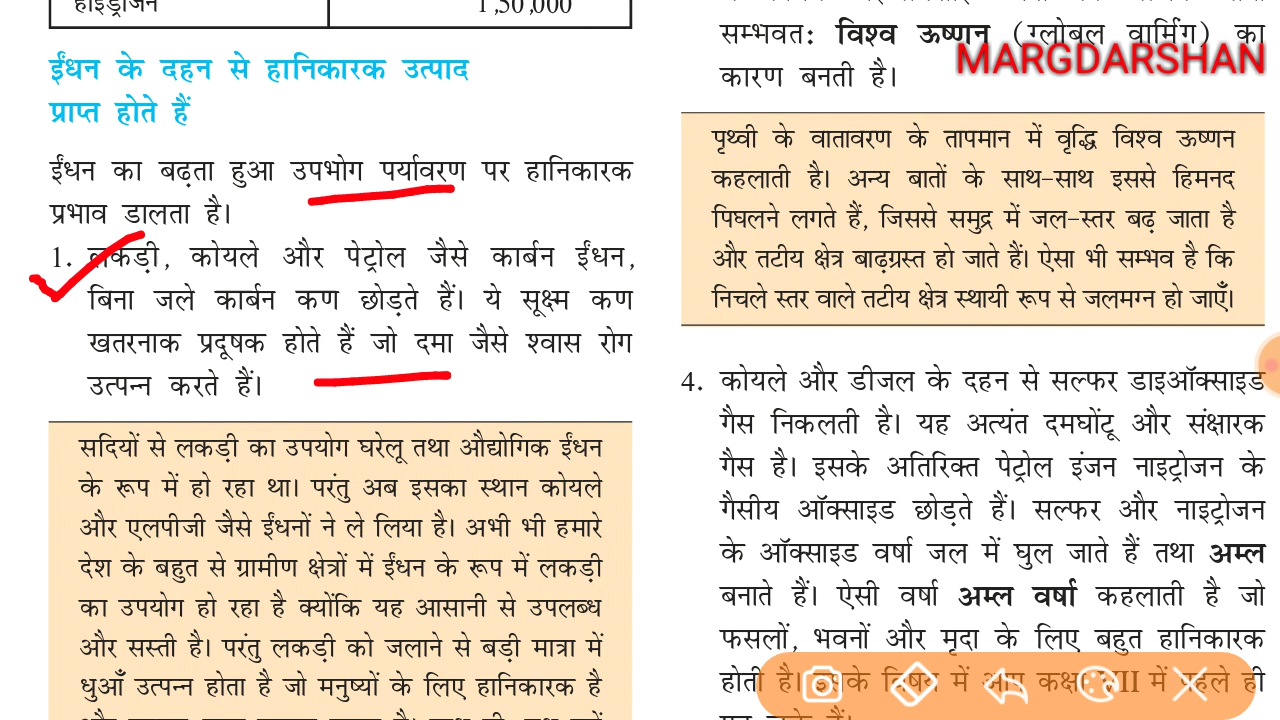 हाइड्रोजन 1,50,000
ईंधन के दहन से हानिकारक उत्पाद
प्राप्त होते हैं
ईंधन का बढ़ता हुआ उपभोग पर्यावरण पर हानिकारक
प्रभाव डालता है।
1. लकड़ी, कोयले और पेट्रोल जैसे कार्बन ईंधन,
बिना जले कार्बन कण छोड़ते हैं। ये सूक्ष्म कण
खतरनाक प्रदूषक होते हैं जो दमा जैसे श्वास रोग
उत्पन्न करते हैं।
सदियों से लकड़ी का उपयोग घरेलू तथा औद्योगिक ईंधन
के रूप में हो रहा था। परंतु अब इसका स्थान कोयले
और एलपीजी जैसे ईंधनों ने ले लिया है। अभी भी हमारे
देश के बहुत से ग्रामीण क्षेत्रों में ईंधन के रूप में लकड़ी
का उपयोग हो रहा है क्योंकि यह आसानी से उपलब्ध
और सस्ती है। परंतु लकड़ी को जलाने से बड़ी मात्रा में
धुआँ उत्पन्न होता है जो मनुष्यों के लिए हानिकारक है
सम्भवत: विश्व ऊष्णन (ग्लोबल वार्मिंग) का
MARGDARSHAN
कारण बनती है।
पृथ्वी के वातावरण के तापमान में वृद्धि विश्व ऊष्णन
कहलाती है। अन्य बातों के साथ-साथ इससे हिमनद
पिघलने लगते हैं, जिससे समुद्र में जल-स्तर बढ़ जाता है
और तटीय क्षेत्र बाढ़ग्रस्त हो जाते हैं। ऐसा भी सम्भव है कि
निचले स्तर वाले तटीय क्षेत्र स्थायी रूप से जलमग्न हो जाएँ।
4. कोयले और डीजल के दहन से सल्फर डाइऑक्साइड
गैस निकलती है। यह अत्यंत दमघोंटू और संक्षारक
गैस है। इसके अतिरिक्त पेट्रोल इंजन नाइट्रोजन के
गैसीय ऑक्साइड छोड़ते हैं। सल्फर और नाइट्रोजन
के ऑक्साइड वर्षा जल में घुल जाते हैं तथा अम्ल
बनाते हैं। ऐसी वर्षा अम्ल वर्षा कहलाती है जो
फसलों, भवनों और मृदा के लिए बहुत हानिकारक
होती है। इसके विषय में आप कक्षा VII में पहले ही